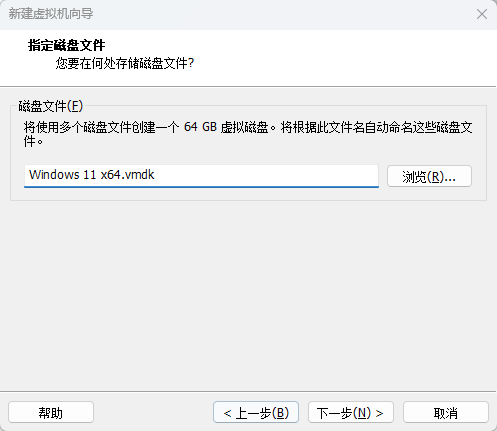 新建虚拟机向导
指定磁盘文件
您要在何处存储磁盘文件?
磁盘文件(F)
将使用多个磁盘文件创建一个 64 GB 虚拟磁盘。将根据此文件名自动命名这些磁盘文
件。
Windows 11 x64.vmdk
浏览(R)...
帮助
< 上一步(B)
下一步(N) >
取消